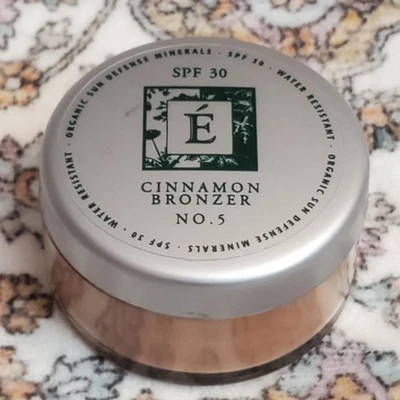 ORGANIC SUN DEFENSE MINERALS · SPF 30 · WATER RESISTANT · ORGANIC SUN DEFENSE MINERALS · SPF 30 · WATER RESISTANT ·
SPF 30
É
CINNAMON
BRONZER
NO.5